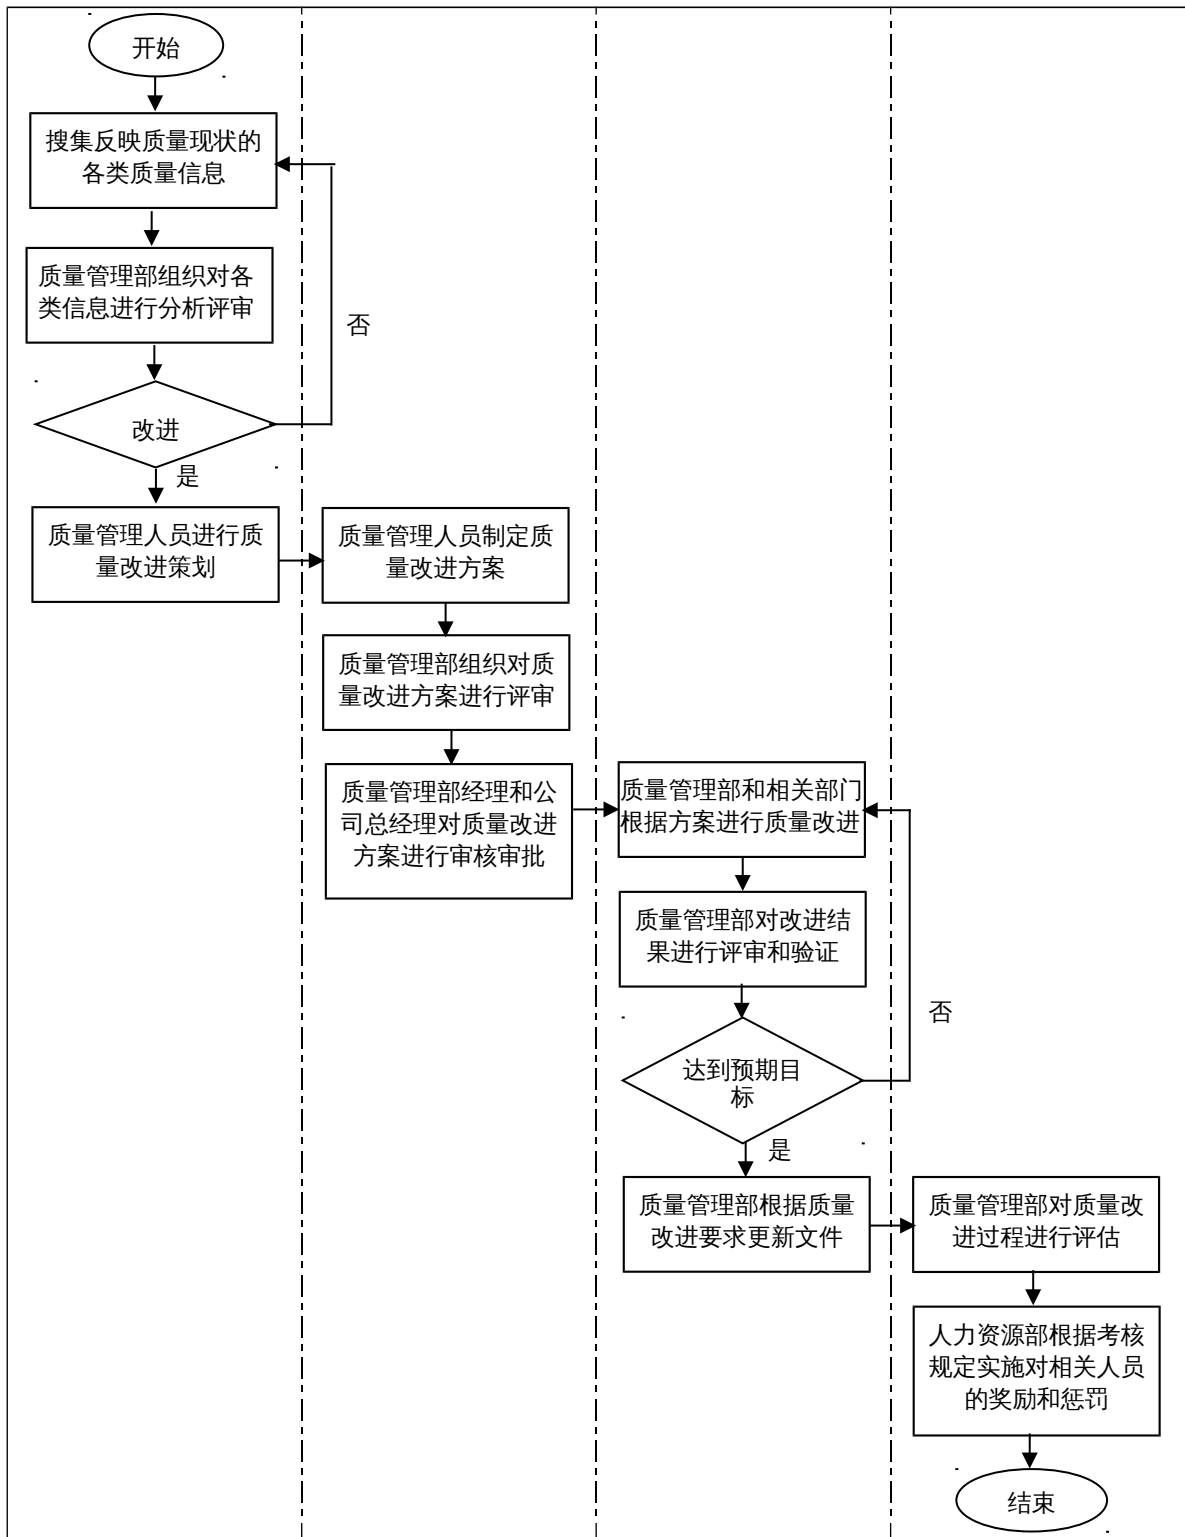 开始
搜集反映质量现状的
各类质量信息
质量管理部组织对各
类信息进行分析评审
否
改进
是
质量管理人员进行质
量改进策划
质量管理人员制定质
量改进方案
质量管理部组织对质
量改进方案进行评审
质量管理部经理和公
司总经理对质量改进
方案进行审核审批
质量管理部和相关部门
根据方案进行质量改进
质量管理部对改进结
果进行评审和验证
否
达到预期目
标
是
质量管理部根据质量
改进要求更新文件
质量管理部对质量改
进过程进行评估
人力资源部根据考核
规定实施对相关人员
的奖励和惩罚
结束